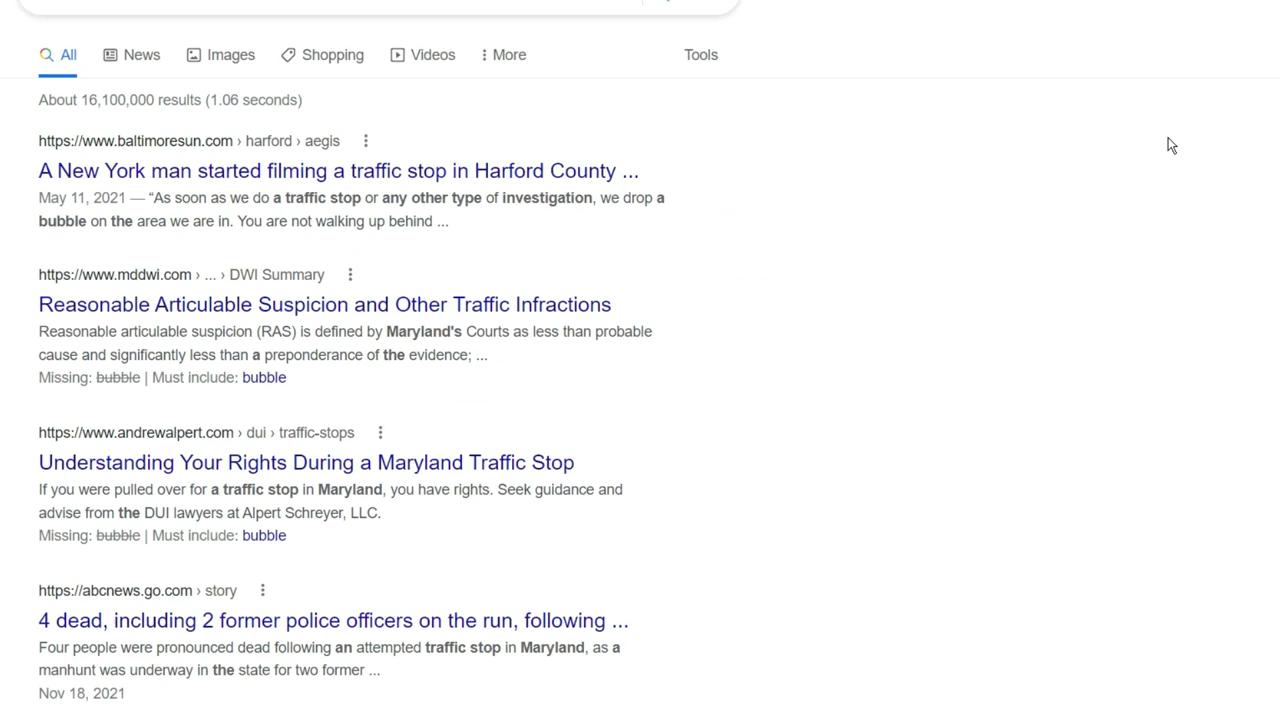 All News Images Shopping Videos More Tools
About 16,100,000 results (1.06 seconds)
https://www.baltimoresun.com › harford › aegis
A New York man started filming a traffic stop in Harford County ...
May 11, 2021 — “As soon as we do a traffic stop or any other type of investigation, we drop a
bubble on the area we are in. You are not walking up behind ...
https://www.mddwi.com › ... › DWI Summary
Reasonable Articulable Suspicion and Other Traffic Infractions
Reasonable articulable suspicion (RAS) is defined by Maryland's Courts as less than probable
cause and significantly less than a preponderance of the evidence; ...
Missing: bubble | Must include: bubble
https://www.andrewalpert.com › dui › traffic-stops
Understanding Your Rights During a Maryland Traffic Stop
If you were pulled over for a traffic stop in Maryland, you have rights. Seek guidance and
advise from the DUI lawyers at Alpert Schreyer, LLC.
Missing: bubble | Must include: bubble
https://abcnews.go.com › story
4 dead, including 2 former police officers on the run, following ...
Four people were pronounced dead following an attempted traffic stop in Maryland, as a
manhunt was underway in the state for two former ...
Nov 18, 2021